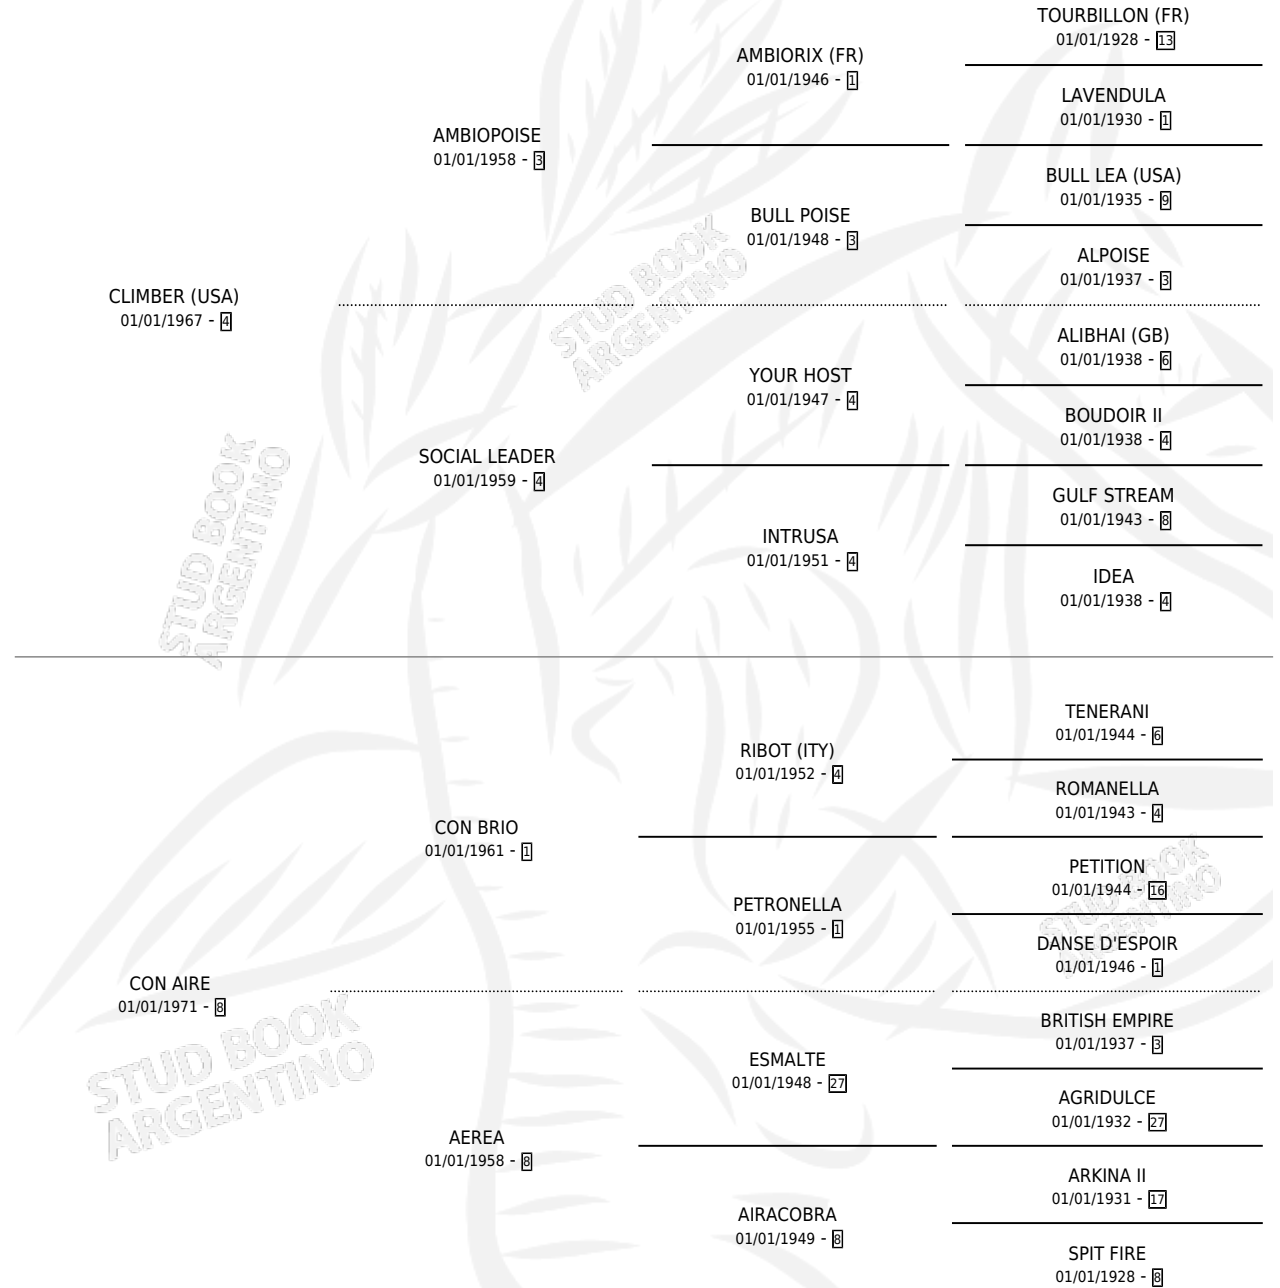 TOURBILLON (FR)
01/01/1928 - 13
AMBIORIX (FR)
01/01/1946 - 1
LAVENDULA
01/01/1930 - 1
AMBIOPOISE
01/01/1958 - 3
BULL LEA (USA)
01/01/1935 - 9
BULL POISE
01/01/1948 - 3
ALPOISE
01/01/1937 - 3
CLIMBER (USA)
01/01/1967 - 4
ALIBHAI (GB)
01/01/1938 - 6
YOUR HOST
01/01/1947 - 4
BOUDOIR II
01/01/1938 - 4
SOCIAL LEADER
01/01/1959 - 4
GULF STREAM
01/01/1943 - 8
INTRUSA
01/01/1951 - 4
IDEA
01/01/1938 - 4
TENERANI
01/01/1944 - 6
RIBOT (ITY)
01/01/1952 - 4
ROMANELLA
01/01/1943 - 4
CON BRIO
01/01/1961 - 1
PETITION
01/01/1944 - 16
PETRONELLA
01/01/1955 - 1
DANSE D'ESPOIR
01/01/1946 - 1
CON AIRE
01/01/1971 - 8
BRITISH EMPIRE
01/01/1937 - 3
ESMALTE
01/01/1948 - 27
AGRIDULCE
01/01/1932 - 27
AEREA
01/01/1958 - 8
ARKINA II
01/01/1931 - 17
AIRACOBRA
01/01/1949 - 8
SPIT FIRE
01/01/1928 - 8
STUD BOOK
ARGENTINO
STUD BOOK
ARGENTINO
STUD BOOK
ARGENTINO
STUD BOOK
ARGENTINO